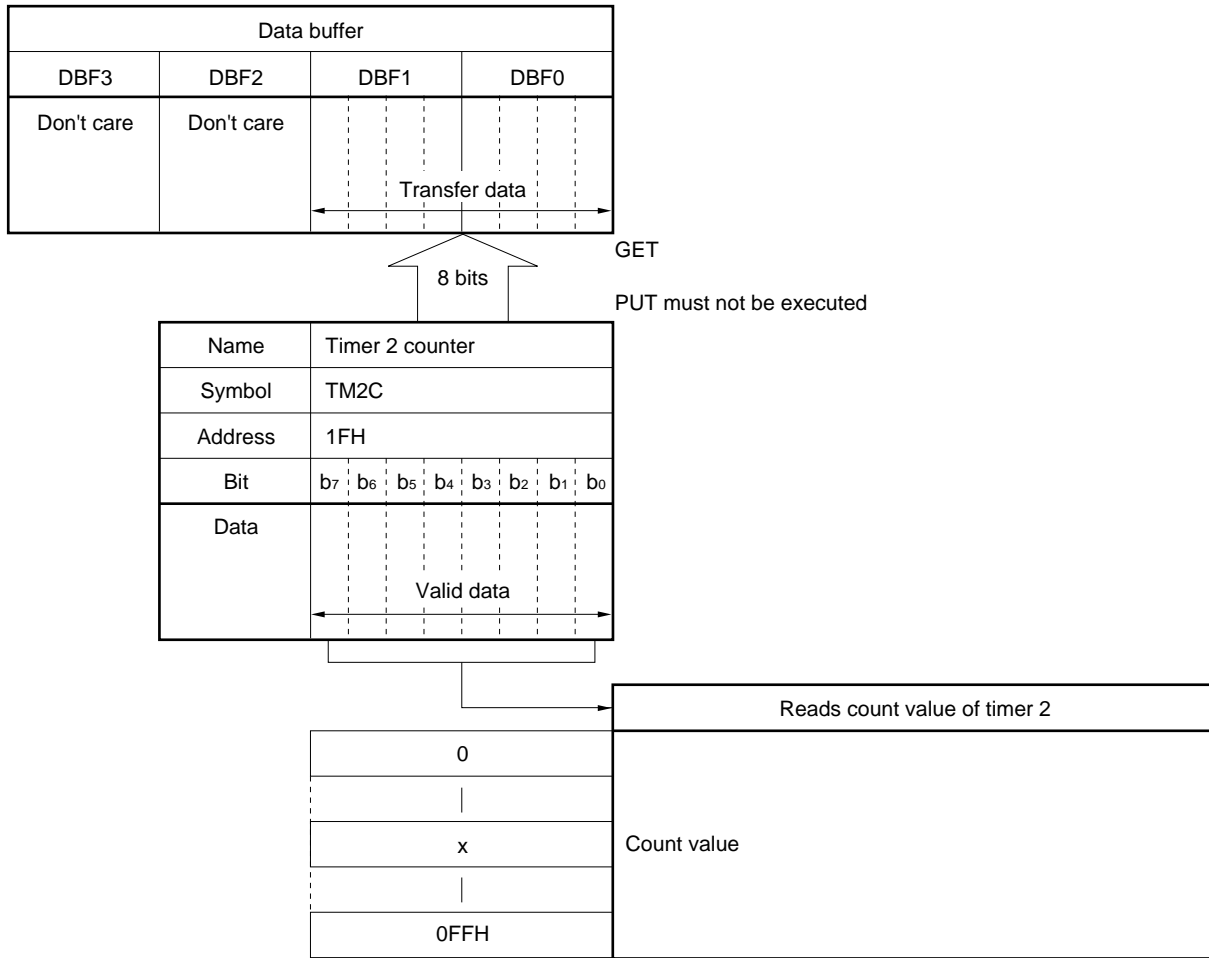 Data buffer
DBF3 DBF2 DBF1 DBF0
Don't care Don't care
Transfer data
GET
8 bits
PUT must not be executed
Name Timer 2 counter
Symbol TM2C
Address 1FH
Bit b7 b6 b5 b4 b3 b2 b1 b0
Data
Valid data
Reads count value of timer 2
0
x Count value
0FFH